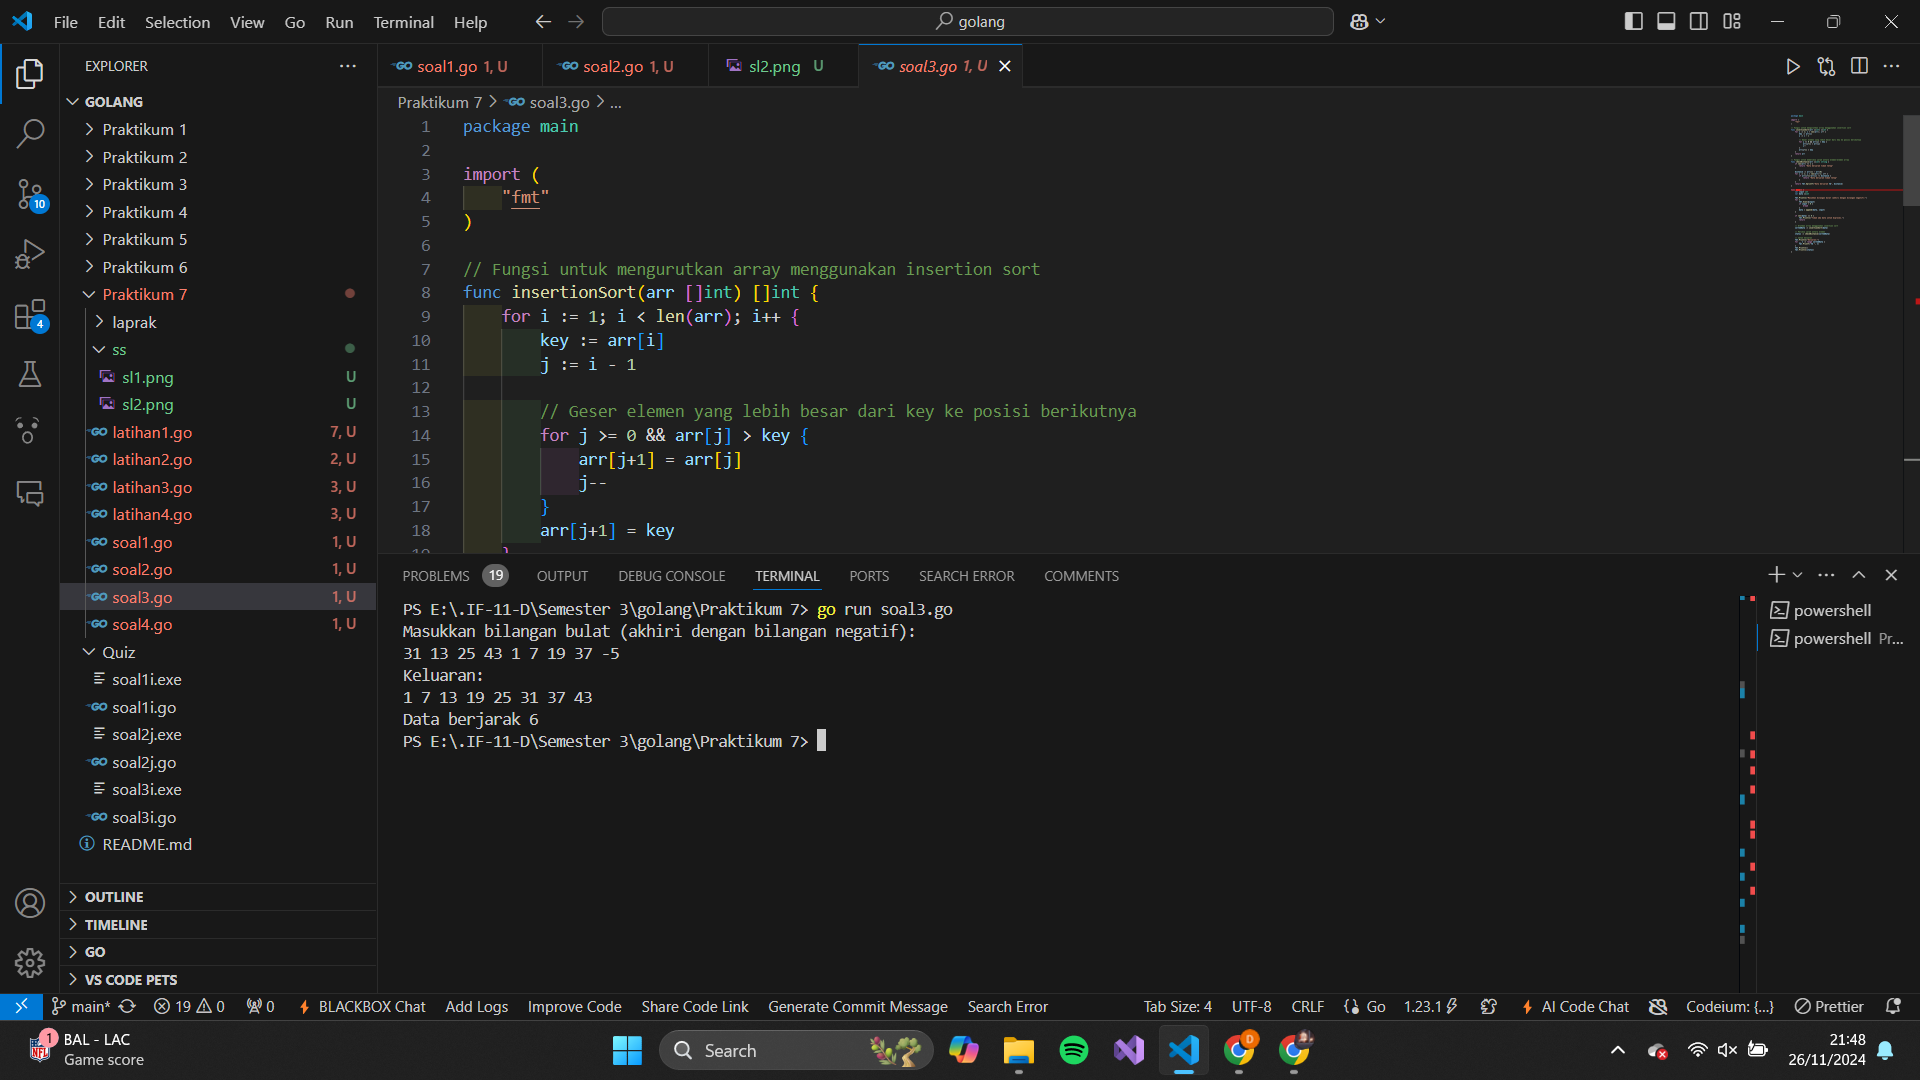 File Edit Selection View Go Run Terminal Help
golang
EXPLORER
GOLANG
Praktikum 1
Praktikum 2
Praktikum 3
Praktikum 4
Praktikum 5
Praktikum 6
Praktikum 7
laprak
ss
sl1.png U
sl2.png U
latihan1.go 7, U
latihan2.go 2, U
latihan3.go 3, U
latihan4.go 3, U
soal1.go 1, U
soal2.go 1, U
soal3.go 1, U
soal4.go 1, U
Quiz
soal1i.exe
soal1i.go
soal2j.exe
soal2j.go
soal3i.exe
soal3i.go
README.md
OUTLINE
TIMELINE
GO
VS CODE PETS
10
4
soal1.go 1, U soal2.go 1, U sl2.png U soal3.go 1, U
Praktikum 7 > soal3.go > ...
1 package main
2
3 import (
4 "fmt"
5 )
6
7 // Fungsi untuk mengurutkan array menggunakan insertion sort
8 func insertionSort(arr []int) []int {
9 for i := 1; i < len(arr); i++ {
10 key := arr[i]
11 j := i - 1
12
13 // Geser elemen yang lebih besar dari key ke posisi berikutnya
14 for j >= 0 && arr[j] > key {
15 arr[j+1] = arr[j]
16 j--
17 }
18 arr[j+1] = key
19 }
PROBLEMS 19 OUTPUT DEBUG CONSOLE TERMINAL PORTS SEARCH ERROR COMMENTS
PS E:\.IF-11-D\Semester 3\golang\Praktikum 7> go run soal3.go
Masukkan bilangan bulat (akhiri dengan bilangan negatif):
31 13 25 43 1 7 19 37 -5
Keluaran:
1 7 13 19 25 31 37 43
Data berjarak 6
PS E:\.IF-11-D\Semester 3\golang\Praktikum 7>
powershell
powershell Pr...
main* 19 0 0 BLACKBOX Chat Add Logs Improve Code Share Code Link Generate Commit Message Search Error Tab Size: 4 UTF-8 CRLF Go 1.23.1 AI Code Chat Codeium: {...} Prettier
1
NFL
BAL - LAC
Game score
Search
D
21:48
26/11/2024